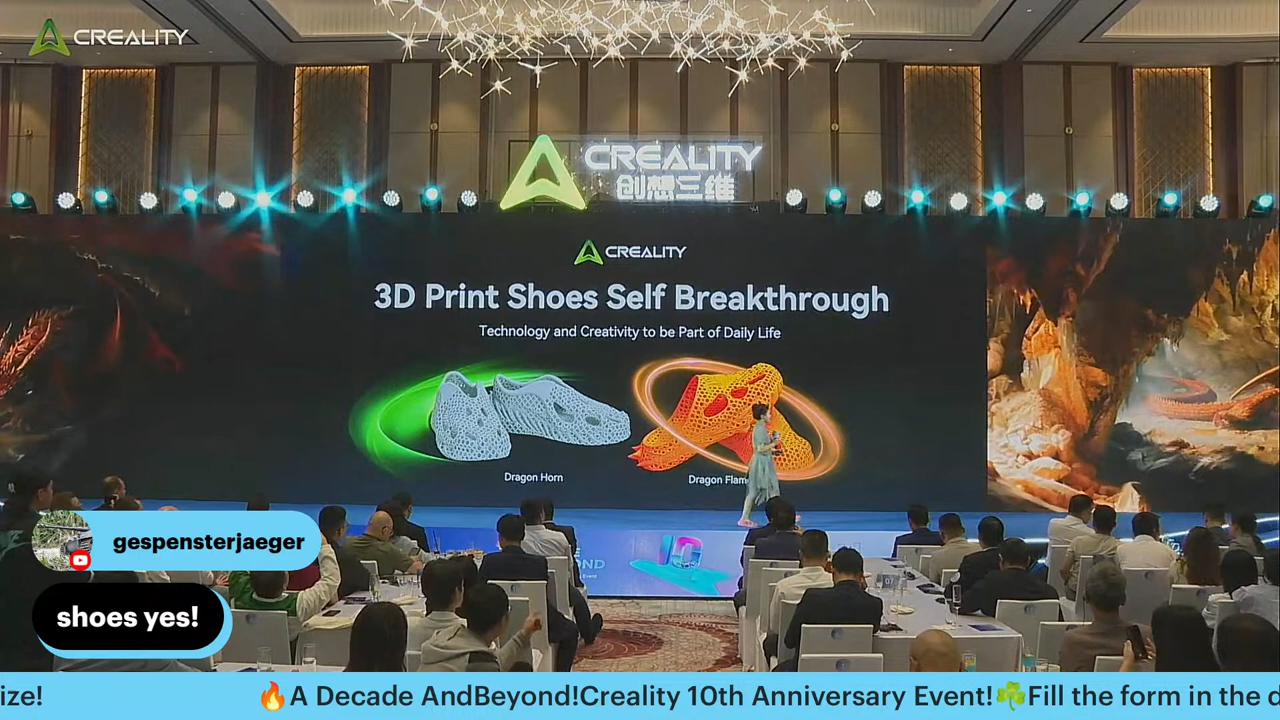 CREALITY
CREALITY
创想三维
CREALITY
3D Print Shoes Self Breakthrough
Technology and Creativity to be Part of Daily Life
Dragon Horn
Dragon Flam
10
07
gespensterjaeger
shoes yes!
ize! 🔥A Decade AndBeyond!Creality 10th Anniversary Event!☘️Fill the form in the d